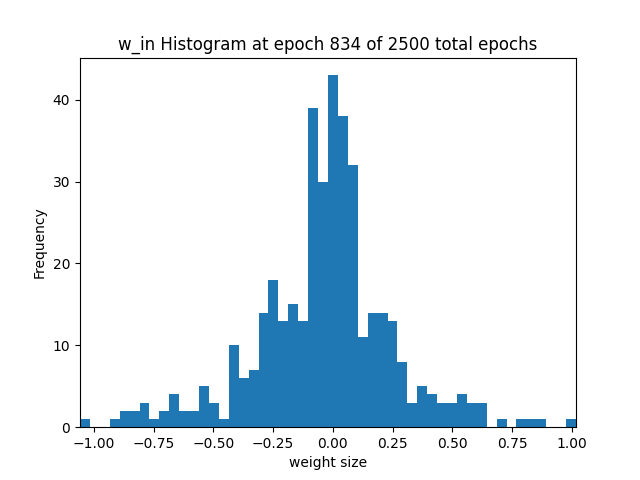 w_in Histogram at epoch 834 of 2500 total epochs
Frequency
40
30
20
10
0
−1.00 −0.75 −0.50 −0.25 0.00 0.25 0.50 0.75 1.00
weight size